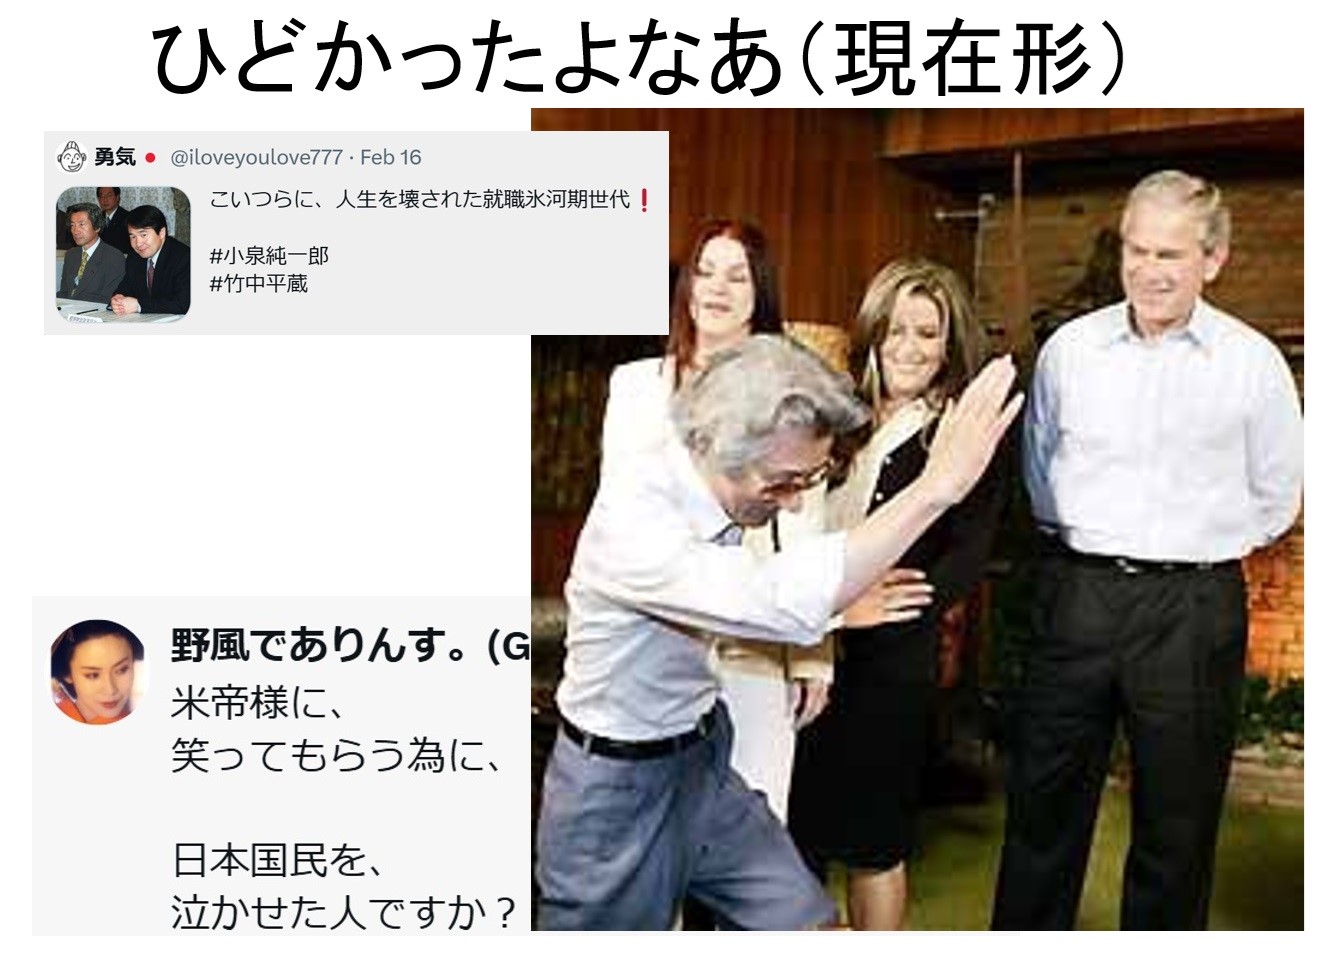 ひどかったよなあ（現在形）
勇気 @iloveyoulove777 · Feb 16
こいつらに、人生を壊された就職氷河期世代❗
#小泉純一郎
#竹中平蔵
野風でありんす。(G
米帝様に、
笑ってもらう為に、
日本国民を、
泣かせた人ですか？